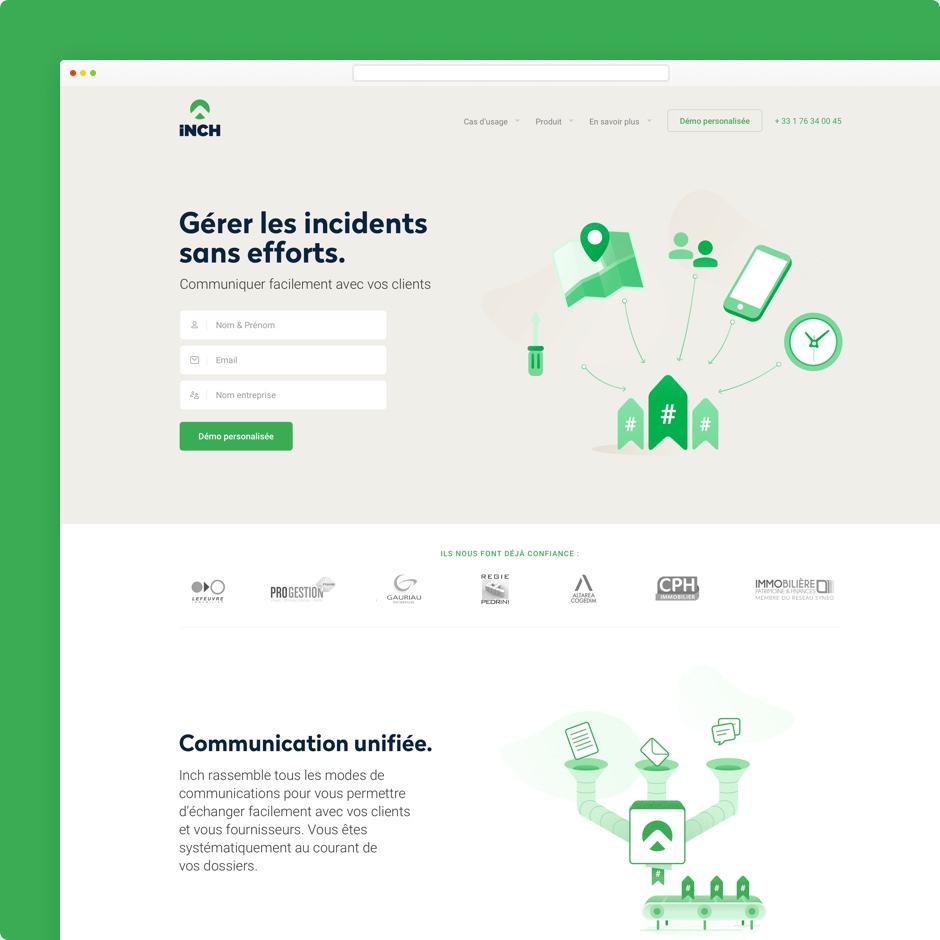 iNCH
Cas d'usage
Produit
En savoir plus
Démo personalisée
+ 33 1 76 34 00 45
Gérer les incidents
sans efforts.
Communiquer facilement avec vos clients
Nom & Prénom
Email
Nom entreprise
Démo personalisée
# # #
ILS NOUS FONT DÉJÀ CONFIANCE :
LEFEUVRE
PROGESTION
GAURIAU
REGIE
PEDRINI
ALTAREA
COGEDIM
CPH
IMMOBILIER
IMMOBILIÈRE
PATRIMOINE & FINANCES
MEMBRE DU RESEAU SYNEO
Communication unifiée.
Inch rassemble tous les modes de
communications pour vous permettre
d'échanger facilement avec vos clients
et vous fournisseurs. Vous êtes
systématiquement au courant de
vos dossiers.
#
# # #